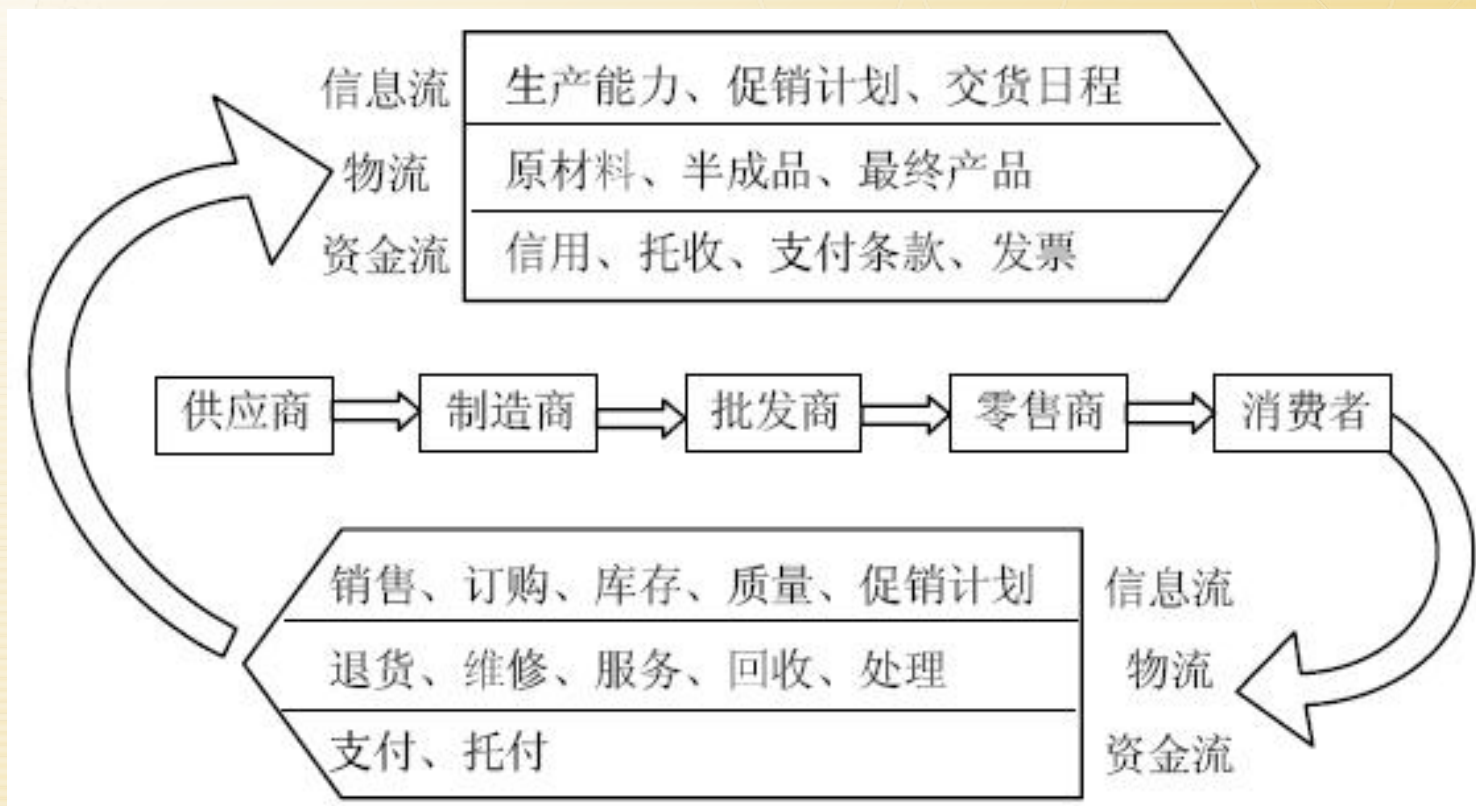 信息流 生产能力、促销计划、交货日程
物流 原材料、半成品、最终产品
资金流 信用、托收、支付条款、发票
供应商 制造商 批发商 零售商 消费者
销售、订购、库存、质量、促销计划 信息流
退货、维修、服务、回收、处理 物流
支付、托付 资金流